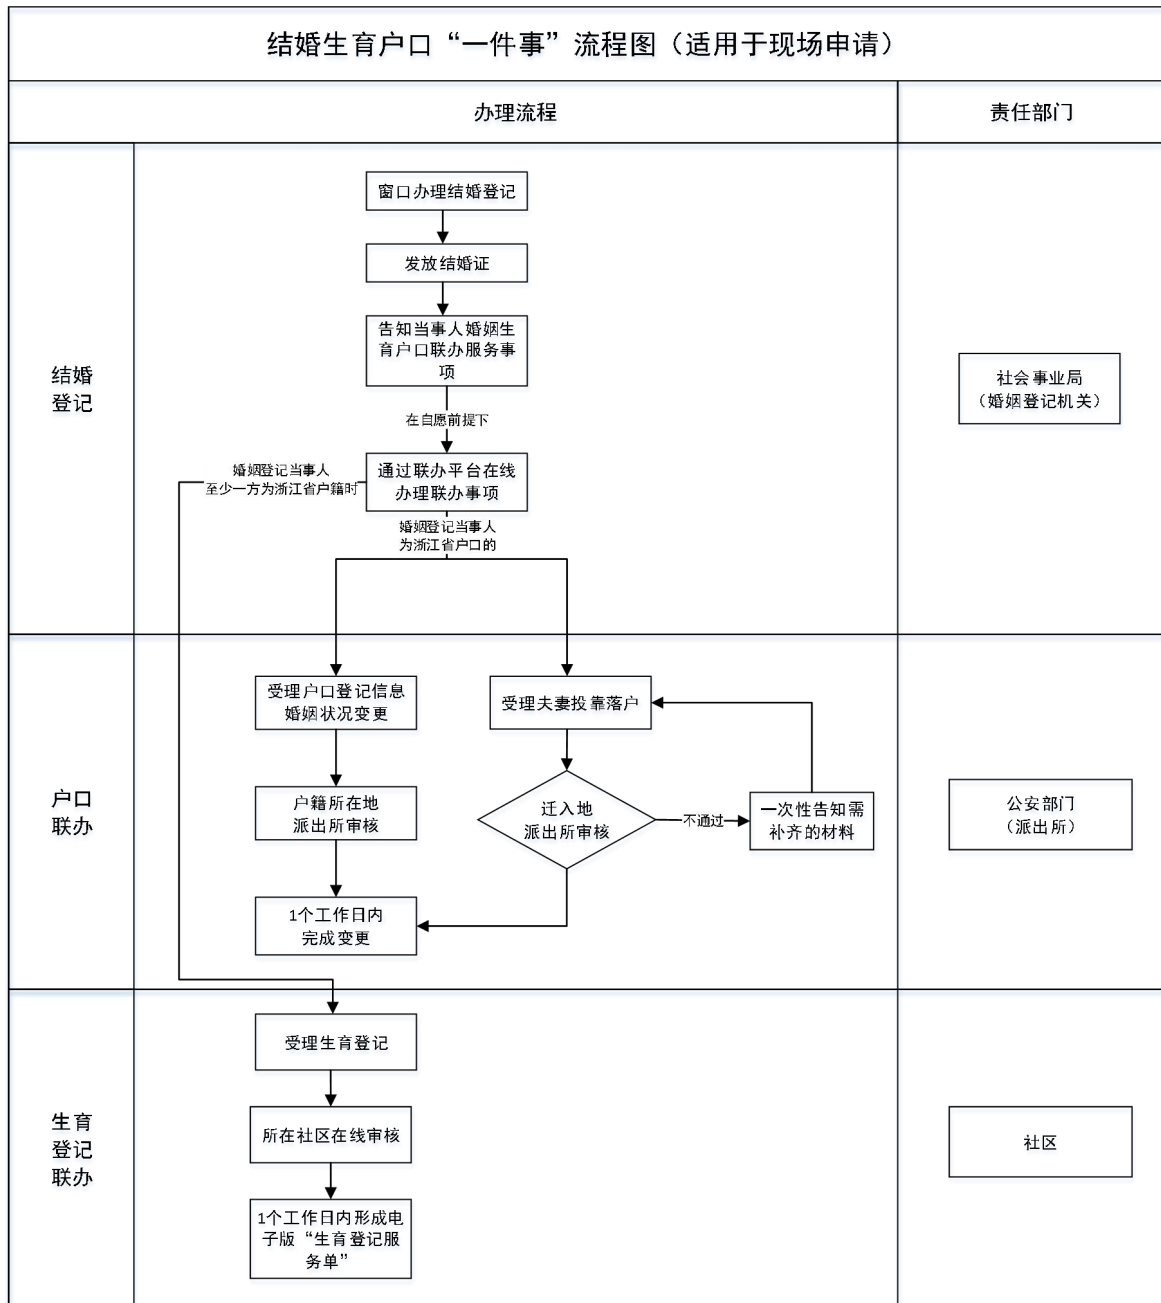 结婚生育户口“一件事”流程图（适用于现场申请）
办理流程
责任部门
结婚
登记
窗口办理结婚登记
发放结婚证
告知当事人婚姻生
育户口联办服务事
项
在自愿前提下
通过联办平台在线
办理联办事项
婚姻登记当事人
至少一方为浙江省户籍时
婚姻登记当事人
为浙江省户口的
社会事业局
（婚姻登记机关）
户口
联办
受理户口登记信息
婚姻状况变更
户籍所在地
派出所审核
1个工作日内
完成变更
受理夫妻投靠落户
迁入地
派出所审核
不通过
一次性告知需
补齐的材料
公安部门
（派出所）
生育
登记
联办
受理生育登记
所在社区在线审核
1个工作日内形成电
子版“生育登记服
务单”
社区